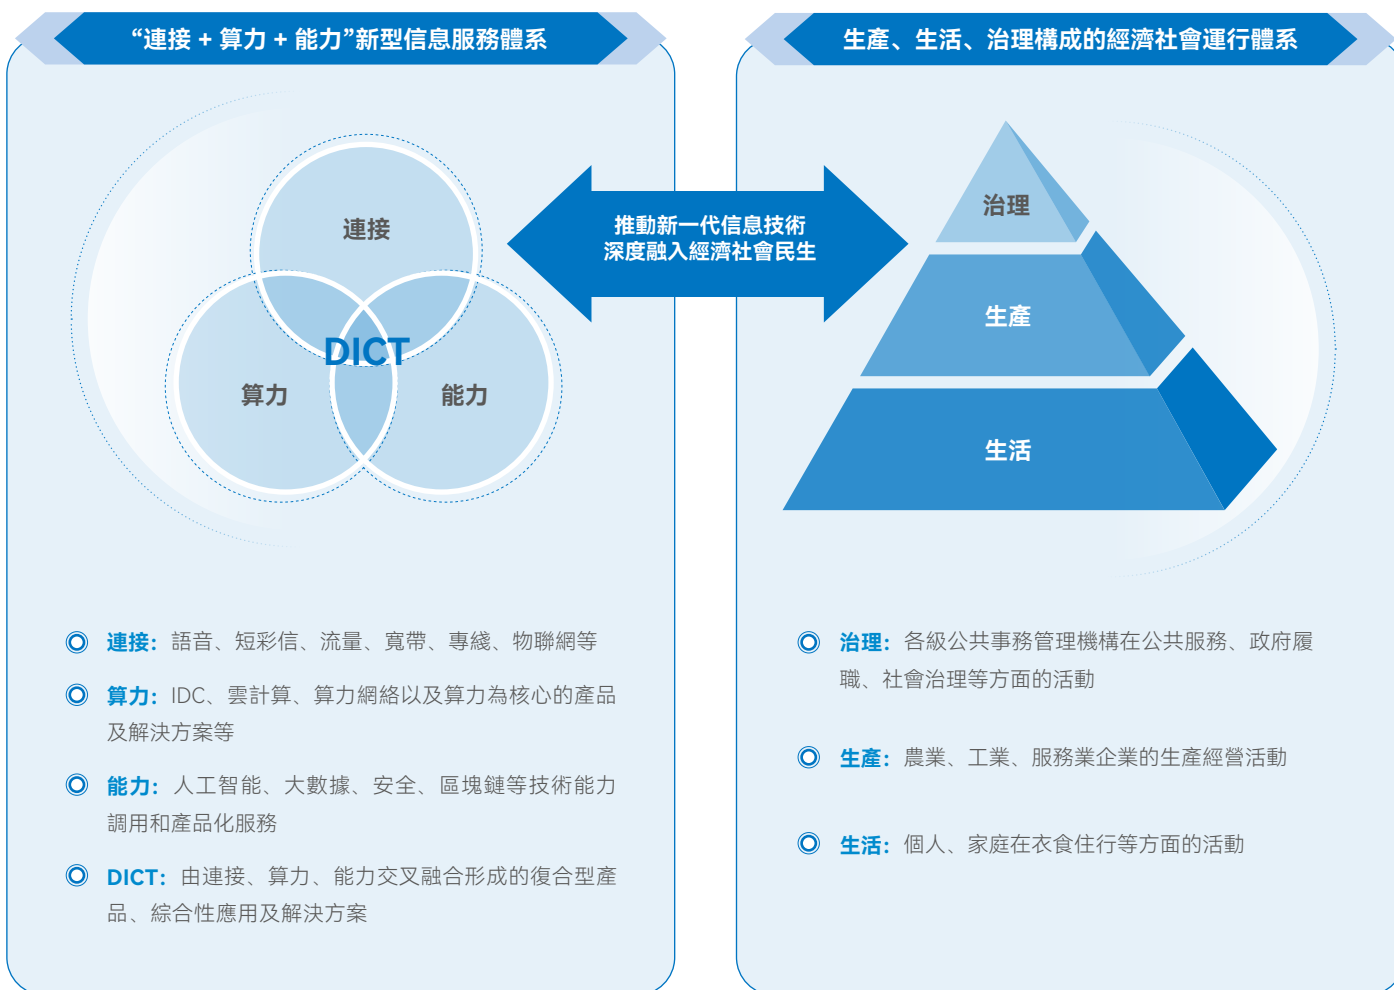 “連接 + 算力 + 能力”新型信息服務體系
連接
算力
能力
DICT
連接：語音、短彩信、流量、寬帶、專綫、物聯網等
算力：IDC、雲計算、算力網絡以及算力為核心的產品
及解決方案等
能力：人工智能、大數據、安全、區塊鏈等技術能力
調用和產品化服務
DICT：由連接、算力、能力交叉融合形成的復合型產
品、綜合性應用及解決方案
推動新一代信息技術
深度融入經濟社會民生
生產、生活、治理構成的經濟社會運行體系
治理
生產
生活
治理：各級公共事務管理機構在公共服務、政府履
職、社會治理等方面的活動
生產：農業、工業、服務業企業的生產經營活動
生活：個人、家庭在衣食住行等方面的活動